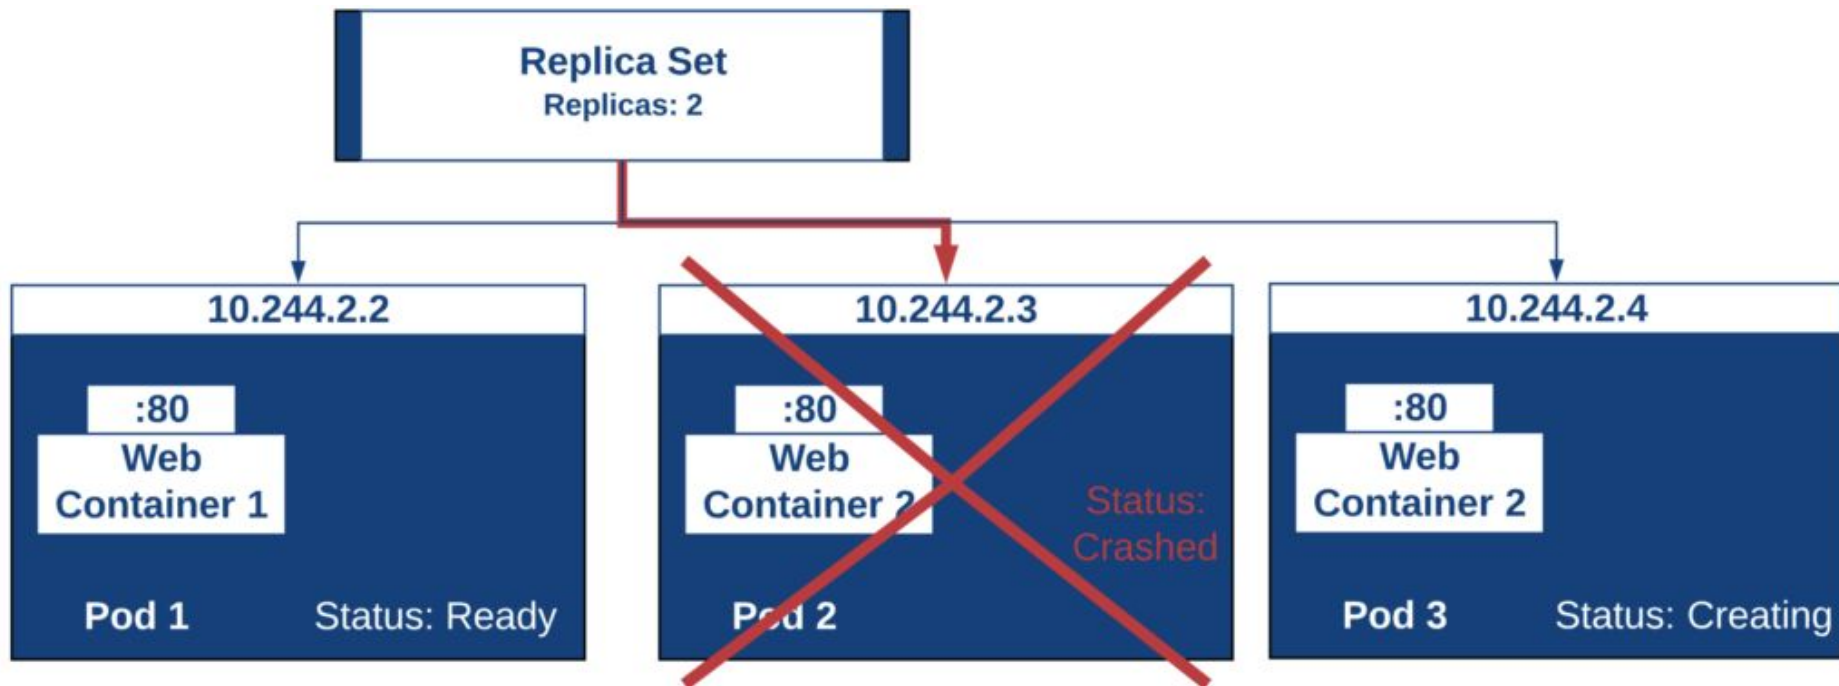 Replica Set
Replicas: 2
10.244.2.2
:80
Web
Container 1
Pod 1
Status: Ready
10.244.2.3
:80
Web
Container 2
Status:
Crashed
Pod 2
10.244.2.4
:80
Web
Container 2
Pod 3
Status: Creating